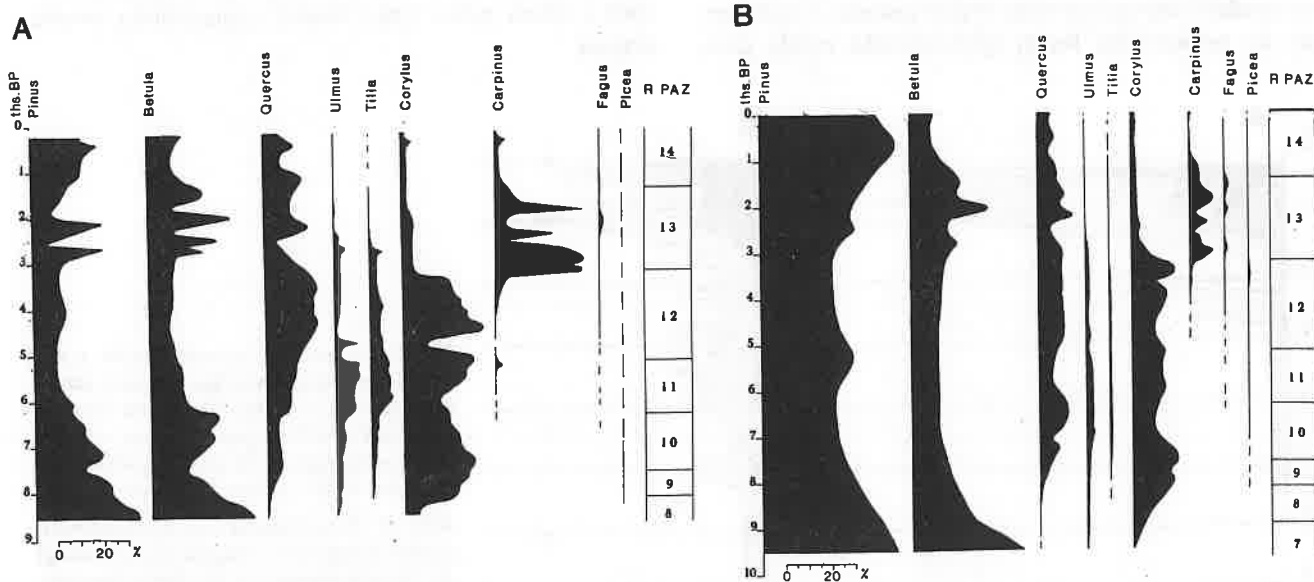 A
ths. BP
Pinus
Betula
Quercus
Ulmus
Tilia
Corylus
Carpinus
Fagus
Picea
R PAZ
0.
1.
2.
3.
4.
5.
6.
7.
8.
9.
14
13
12
11
10
9
8
0 20 %
B
ths. BP
Pinus
Betula
Quercus
Ulmus
Tilia
Corylus
Carpinus
Fagus
Picea
R PAZ
0.
1.
2.
3.
4.
5.
6.
7.
8.
9.
10.
14
13
12
11
10
9
8
7
0 20 %